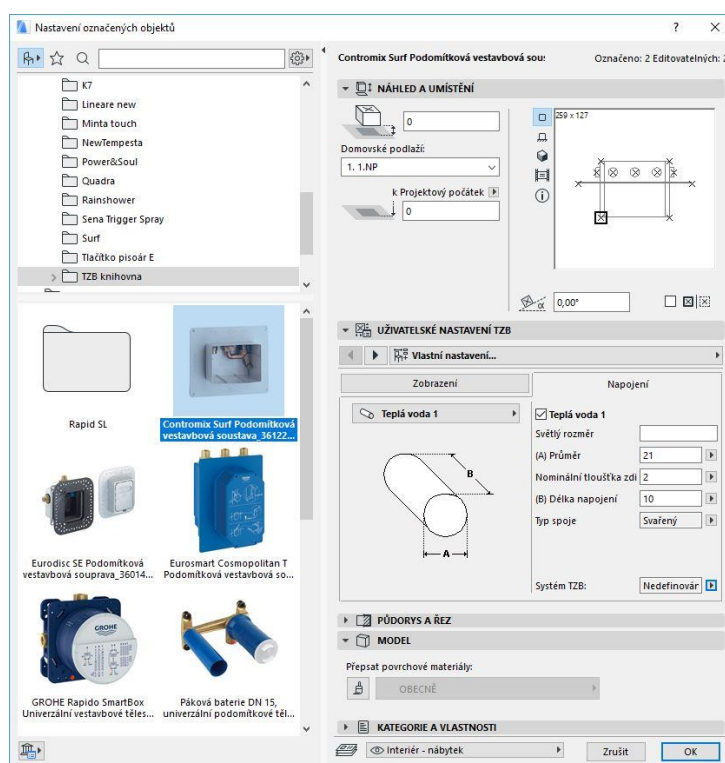 Nastavení označených objektů
?
K7
Lineare new
Minta touch
NewTempesta
Power&Soul
Quadra
Rainshower
Sena Trigger Spray
Surf
Tlačítko pisoár E
TZB knihovna
Rapid SL
Contromix Surf Podomítková
vestavbová soustava_36122...
Eurodisc SE Podomítková
vestavbová souprava_36014...
Eurosmart Cosmopolitan T
Podomítková vestavbová so...
GROHE
GROHE Rapido SmartBox
Univerzální vestavbové těles...
Páková baterie DN 15,
univerzální podomítkové těl...
Contromix Surf Podomítková vestavbová sous
Označeno: 2 Editovatelných: 2
NÁHLED A UMÍSTĚNÍ
0
Domovské podlaží:
1. 1.NP
k Projektový počátek
0
259 x 127
α 0,00°
UŽIVATELSKÉ NASTAVENÍ TZB
Vlastní nastavení...
Zobrazení
Napojení
Teplá voda 1
B
A
Teplá voda 1
Světlý rozměr
(A) Průměr 21
Nominální tloušťka zdi 2
(B) Délka napojení 10
Typ spoje Svařený
Systém TZB: Nedefinován
PŮDORYS A ŘEZ
MODEL
Přepsat povrchové materiály:
OBECNÉ
KATEGORIE A VLASTNOSTI
Interiér - nábytek
Zrušit
OK